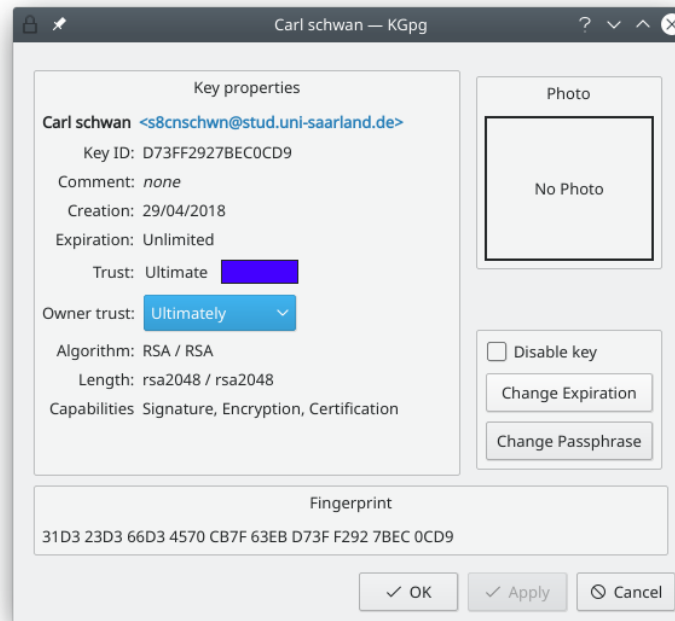 Carl schwan — KGpg
Key properties
Carl schwan <s8cnschwn@stud.uni-saarland.de>
Key ID: D73FF2927BEC0CD9
Comment: none
Creation: 29/04/2018
Expiration: Unlimited
Trust: Ultimate
Owner trust: Ultimately
Algorithm: RSA / RSA
Length: rsa2048 / rsa2048
Capabilities Signature, Encryption, Certification
Photo
No Photo
Disable key
Change Expiration
Change Passphrase
Fingerprint
31D3 23D3 66D3 4570 CB7F 63EB D73F F292 7BEC 0CD9
OK Apply Cancel